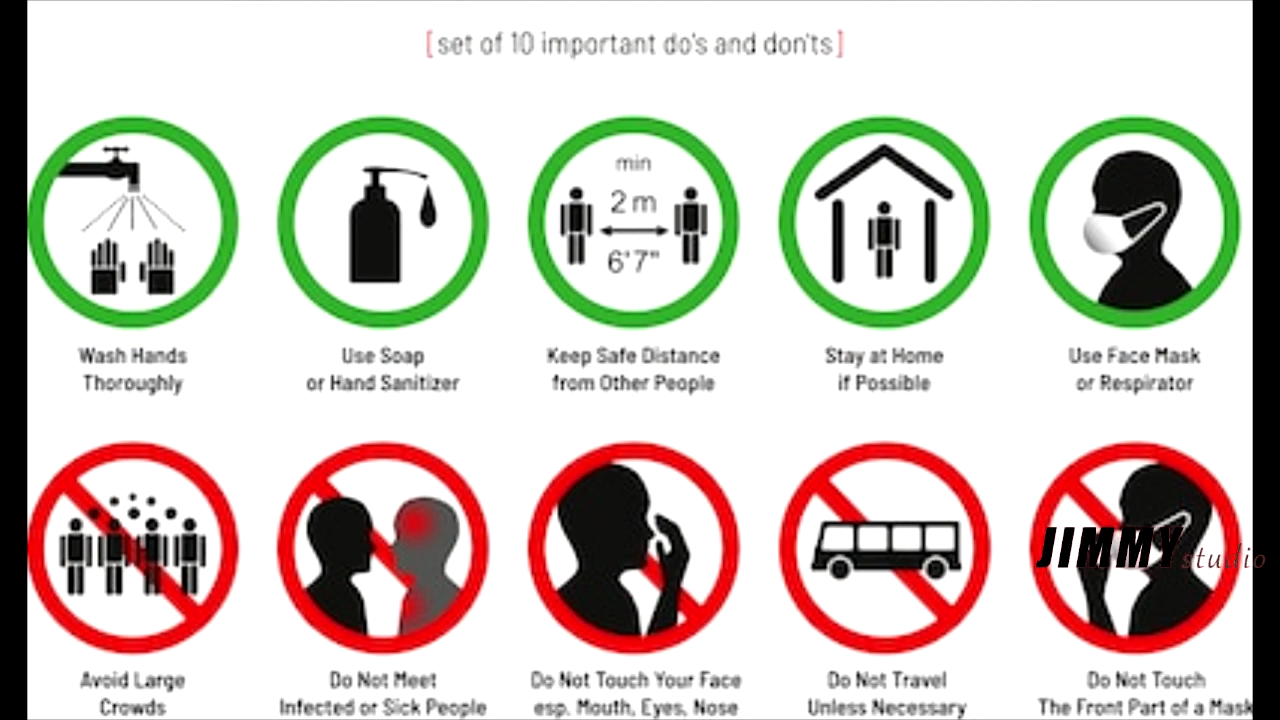 [set of 10 important do's and don'ts]
min
2 m
6'7"
Wash Hands
Thoroughly
Use Soap
or Hand Sanitizer
Keep Safe Distance
from Other People
Stay at Home
if Possible
Use Face Mask
or Respirator
JIMMY studio
Avoid Large
Crowds
Do Not Meet
Infected or Sick People
Do Not Touch Your Face
esp. Mouth, Eyes, Nose
Do Not Travel
Unless Necessary
Do Not Touch
The Front Part of a Mask